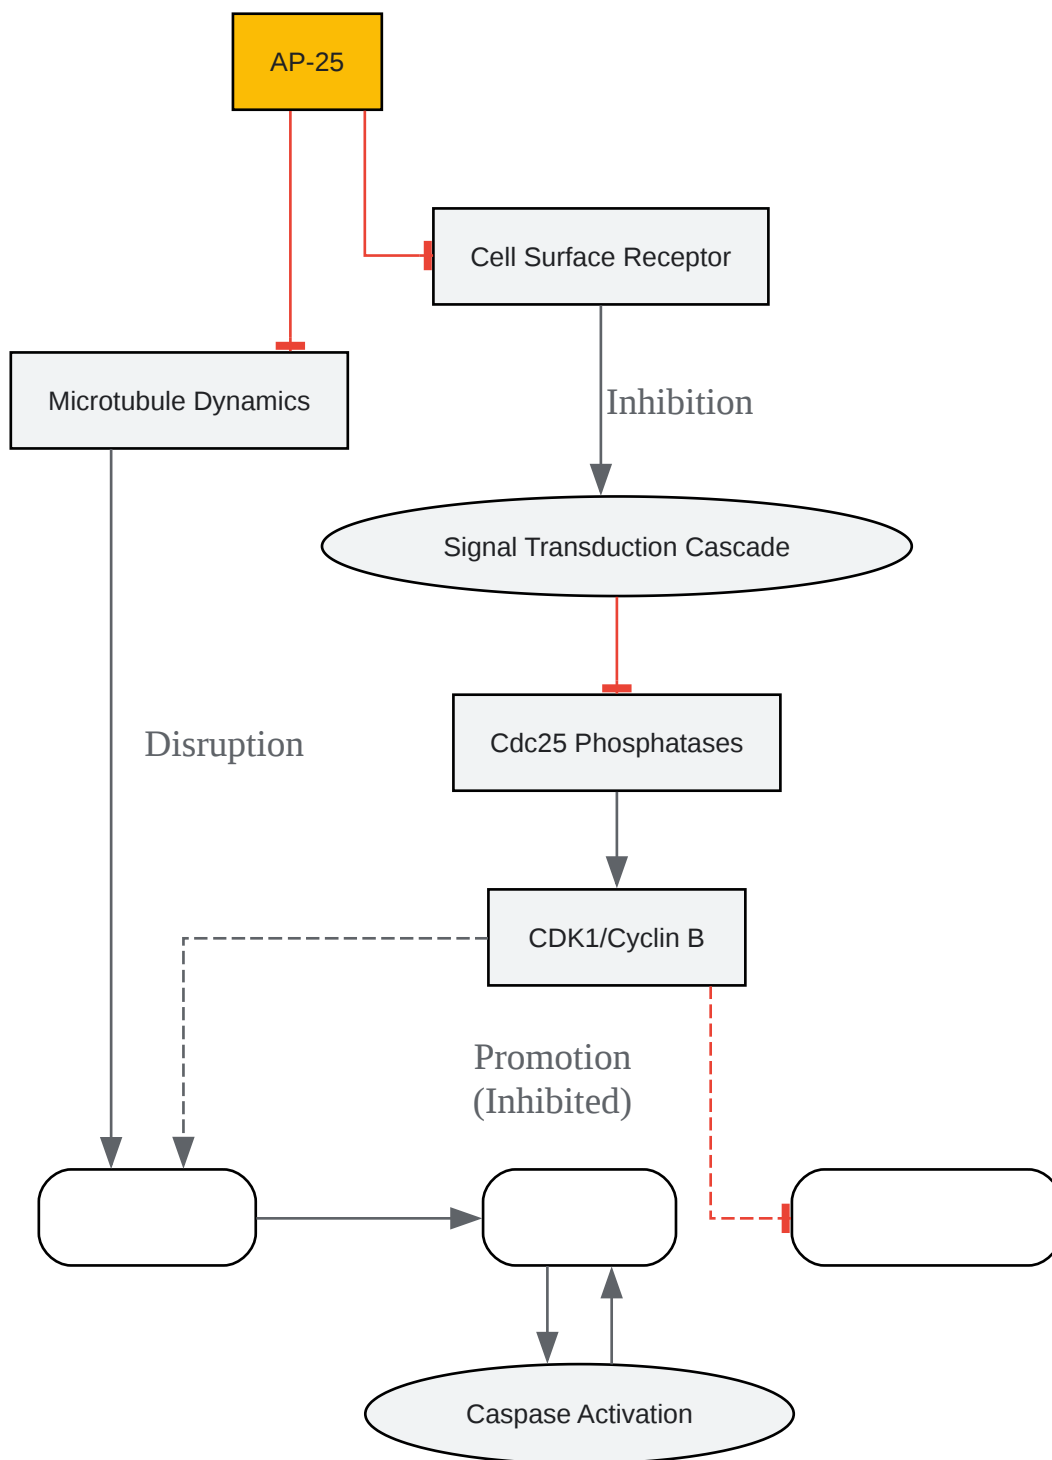 AP-25
Cell Surface Receptor
Microtubule Dynamics
Inhibition
Signal Transduction Cascade
Disruption
Cdc25 Phosphatases
CDK1/Cyclin B
Promotion
(Inhibited)
Caspase Activation